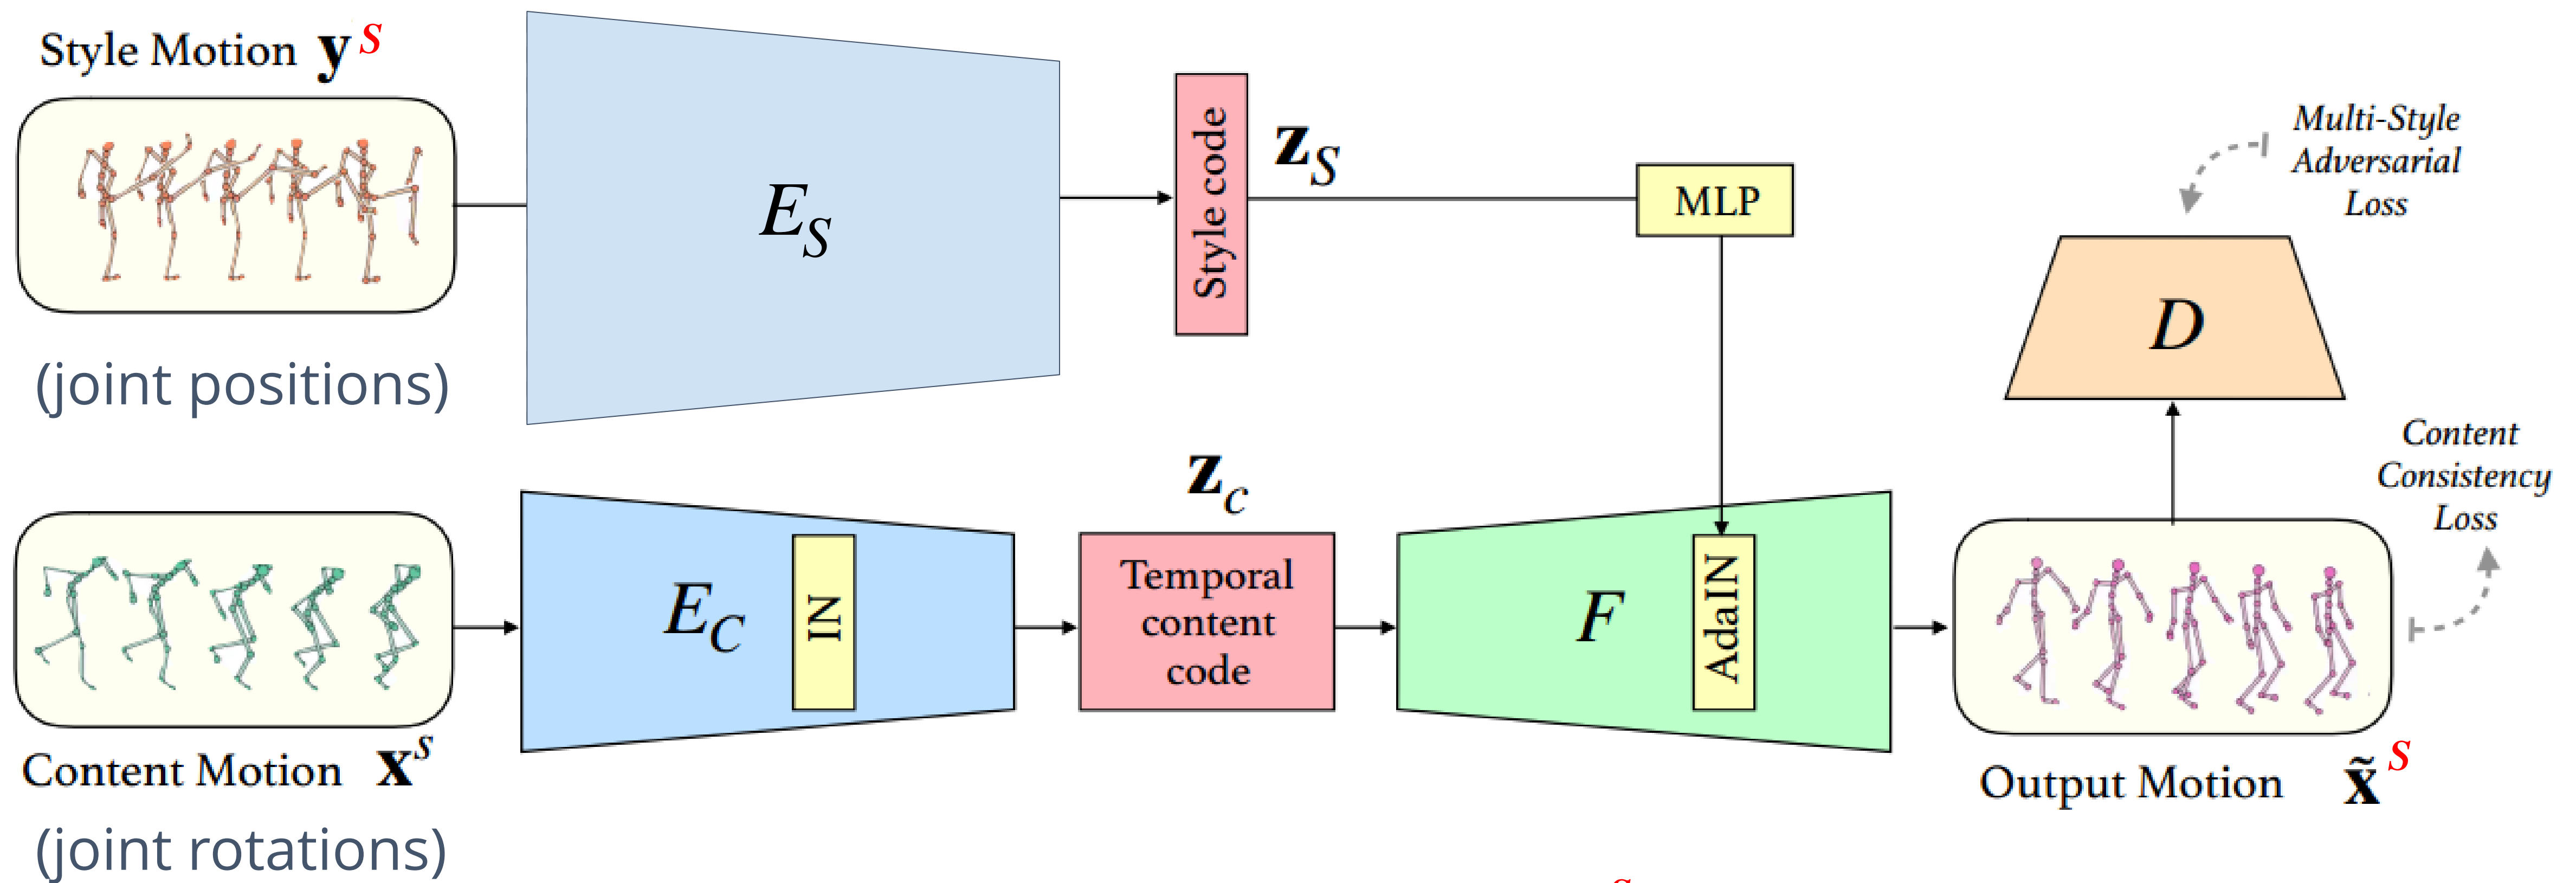 Style Motion y S
(joint positions)
E_S
Style code
z_S
MLP
Multi-Style
Adversarial
Loss
D
Content
Consistency
Loss
Content Motion x^s
(joint rotations)
E_C
IN
z_c
Temporal
content
code
F
AdaIN
Output Motion x̃ S